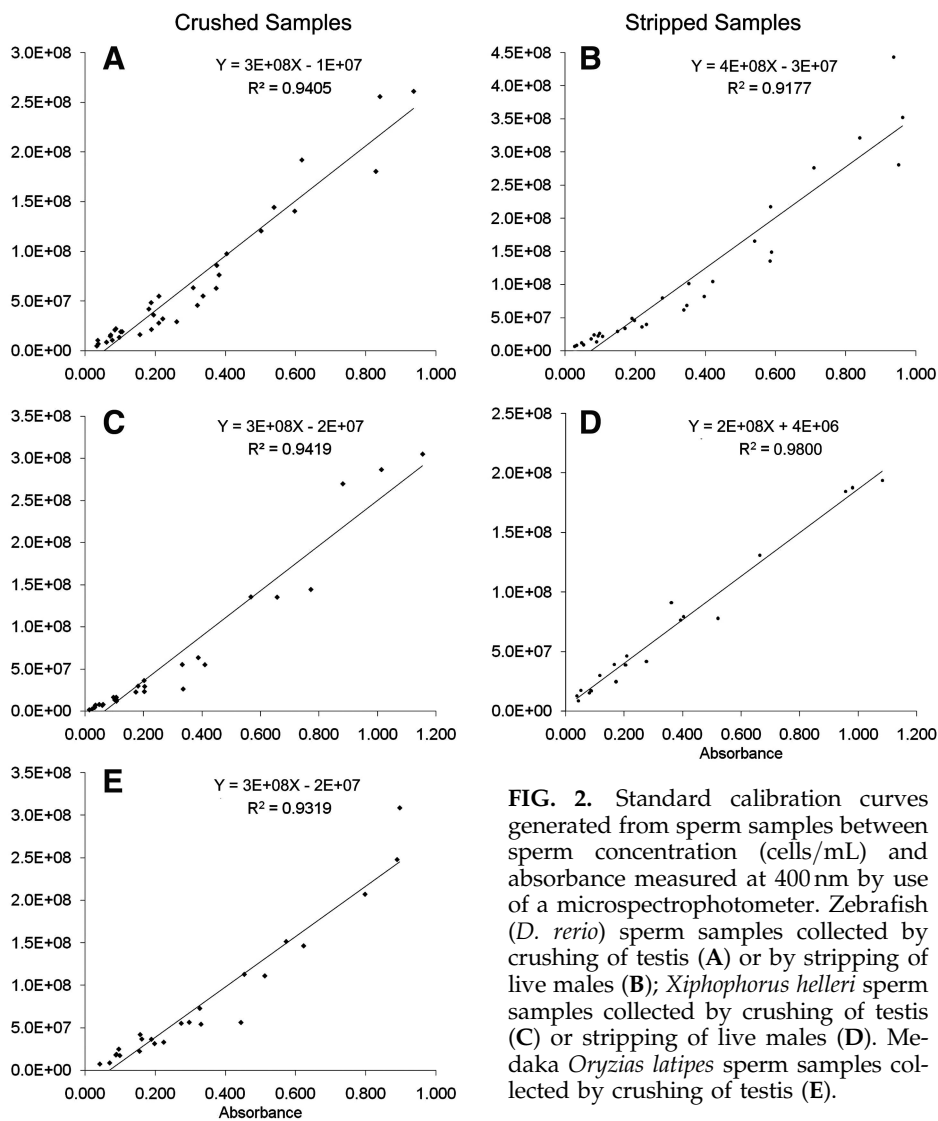 Crushed Samples
Stripped Samples
A
Y = 3E+08X - 1E+07
R² = 0.9405
3.0E+08
2.5E+08
2.0E+08
1.5E+08
1.0E+08
5.0E+07
0.0E+00
0.000 0.200 0.400 0.600 0.800 1.000
B
Y = 4E+08X - 3E+07
R² = 0.9177
4.5E+08
4.0E+08
3.5E+08
3.0E+08
2.5E+08
2.0E+08
1.5E+08
1.0E+08
5.0E+07
0.0E+00
0.000 0.200 0.400 0.600 0.800 1.000
C
Y = 3E+08X - 2E+07
R² = 0.9419
3.5E+08
3.0E+08
2.5E+08
2.0E+08
1.5E+08
1.0E+08
5.0E+07
0.0E+00
0.000 0.200 0.400 0.600 0.800 1.000 1.200
D
Y = 2E+08X + 4E+06
R² = 0.9800
2.5E+08
2.0E+08
1.5E+08
1.0E+08
5.0E+07
0.0E+00
0.000 0.200 0.400 0.600 0.800 1.000 1.200
Absorbance
E
Y = 3E+08X - 2E+07
R² = 0.9319
3.5E+08
3.0E+08
2.5E+08
2.0E+08
1.5E+08
1.0E+08
5.0E+07
0.0E+00
0.000 0.200 0.400 0.600 0.800 1.000
Absorbance
FIG. 2. Standard calibration curves
generated from sperm samples between
sperm concentration (cells/mL) and
absorbance measured at 400 nm by use
of a microspectrophotometer. Zebrafish
(D. rerio) sperm samples collected by
crushing of testis (A) or by stripping of
live males (B); Xiphophorus helleri sperm
samples collected by crushing of testis
(C) or stripping of live males (D). Me-
daka Oryzias latipes sperm samples col-
lected by crushing of testis (E).